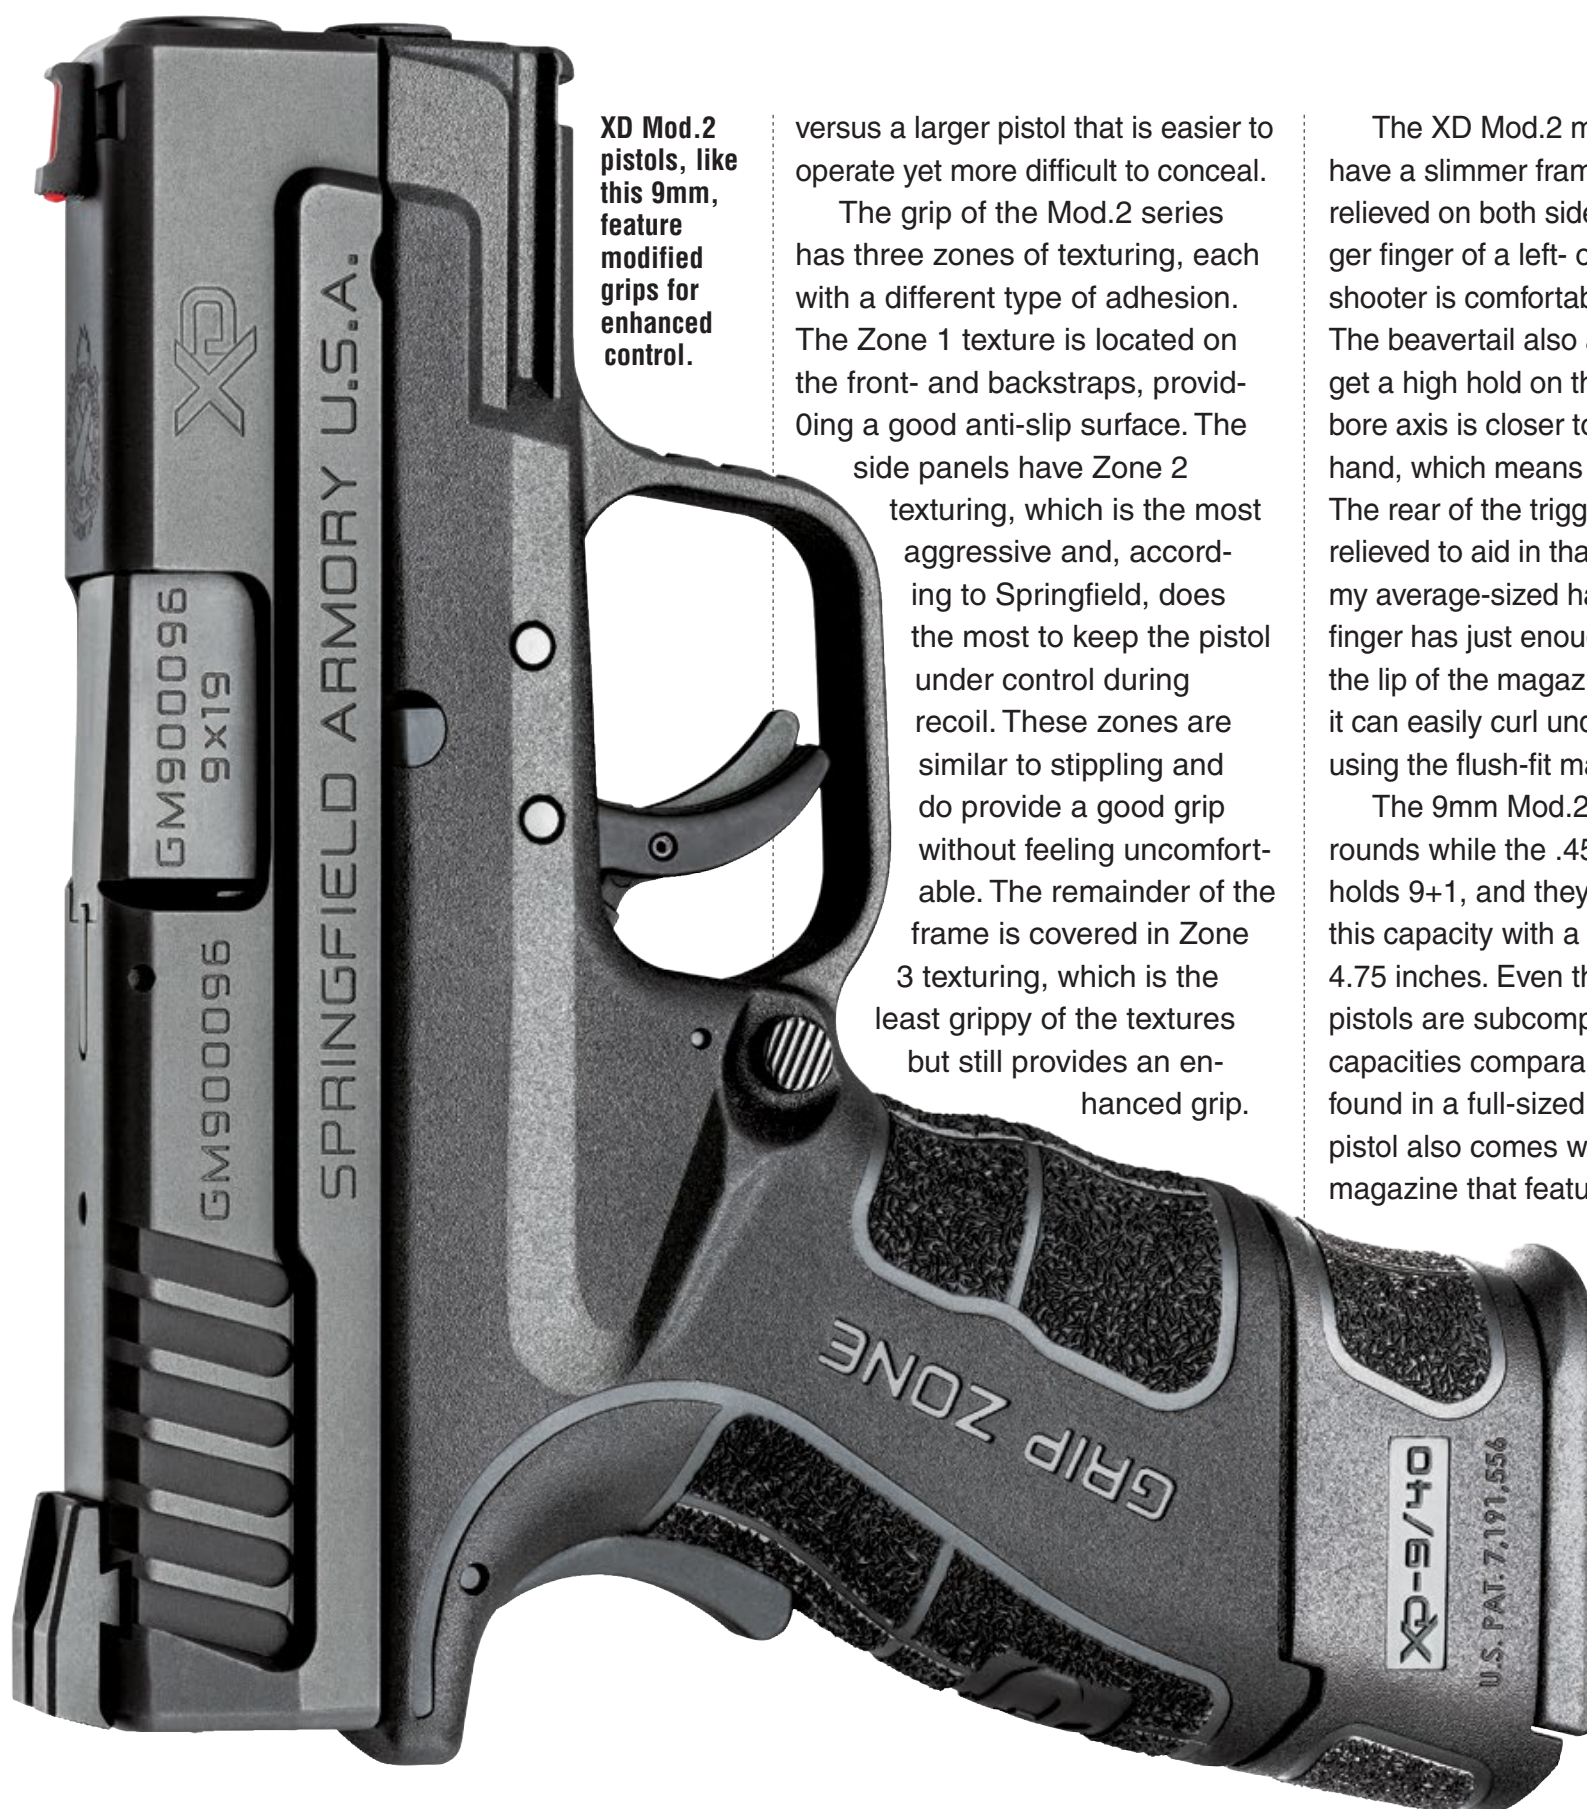 XD Mod.2
pistols, like
this 9mm,
feature
modified
grips for
enhanced
control.
versus a larger pistol that is easier to
operate yet more difficult to conceal.
The grip of the Mod.2 series
has three zones of texturing, each
with a different type of adhesion.
The Zone 1 texture is located on
the front- and backstraps, provid-
0ing a good anti-slip surface. The
side panels have Zone 2
texturing, which is the most
aggressive and, accord-
ing to Springfield, does
the most to keep the pistol
under control during
recoil. These zones are
similar to stippling and
do provide a good grip
without feeling uncomfort-
able. The remainder of the
frame is covered in Zone
3 texturing, which is the
least grippy of the textures
but still provides an en-
hanced grip.
The XD Mod.2 m
have a slimmer fram
relieved on both side
ger finger of a left- o
shooter is comfortab
The beavertail also a
get a high hold on th
bore axis is closer to
hand, which means
The rear of the trigg
relieved to aid in tha
my average-sized ha
finger has just enou
the lip of the magaz
it can easily curl und
using the flush-fit ma
The 9mm Mod.2
rounds while the .45
holds 9+1, and they
this capacity with a
4.75 inches. Even th
pistols are subcomp
capacities compara
found in a full-sized
pistol also comes w
magazine that featu
XD
SPRINGFIELD ARMORY U.S.A.
GM900096
9x19
GM900096
GRIP ZONE
XD-9/40
U.S. PAT. 7,191,556